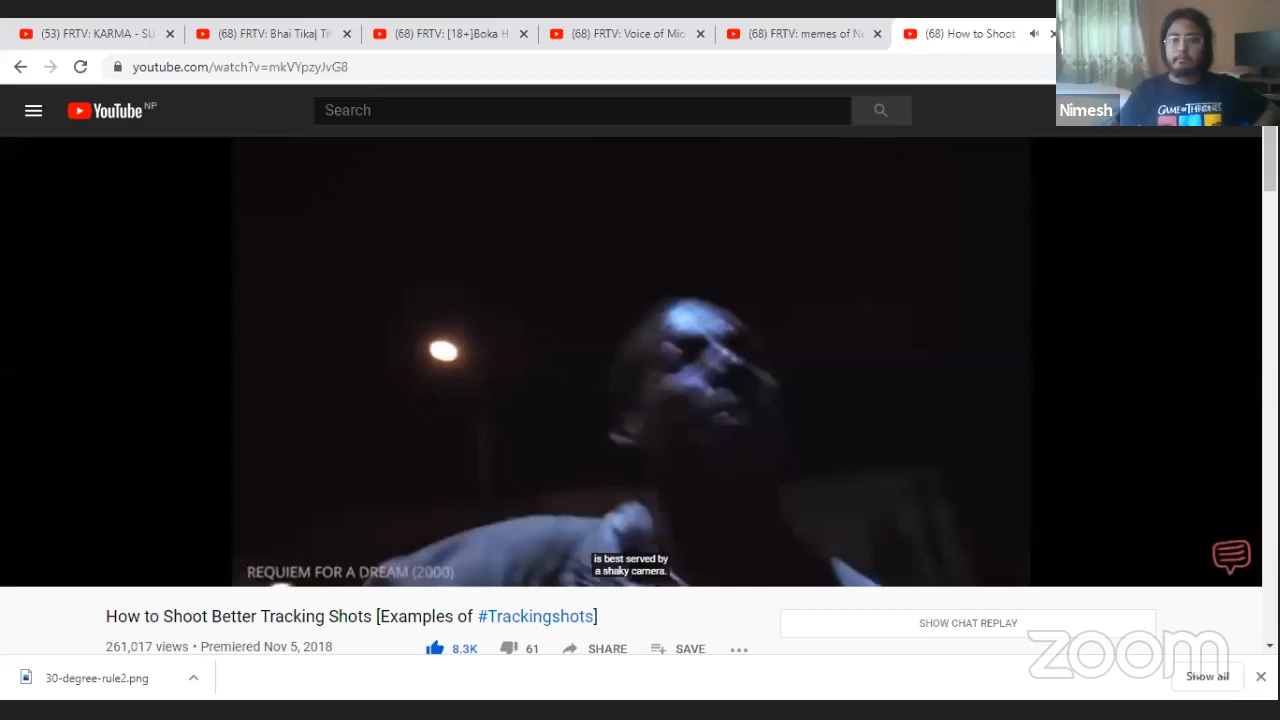 (53) FRTV: KARMA - SU
(68) FRTV: Bhai Tika| Ti
(68) FRTV: [18+]Boka H
(68) FRTV: Voice of Mic
(68) FRTV: memes of Ne
(68) How to Shoot
youtube.com/watch?v=mkVYpzyJvG8
YouTube NP
Search
GAME OF THRONES
Nimesh
is best served by
a shaky camera.
REQUIEM FOR A DREAM (2000)
How to Shoot Better Tracking Shots [Examples of #Trackingshots]
SHOW CHAT REPLAY
261,017 views • Premiered Nov 5, 2018
8.3K
61
SHARE
SAVE
zoom
30-degree-rule2.png
Show all